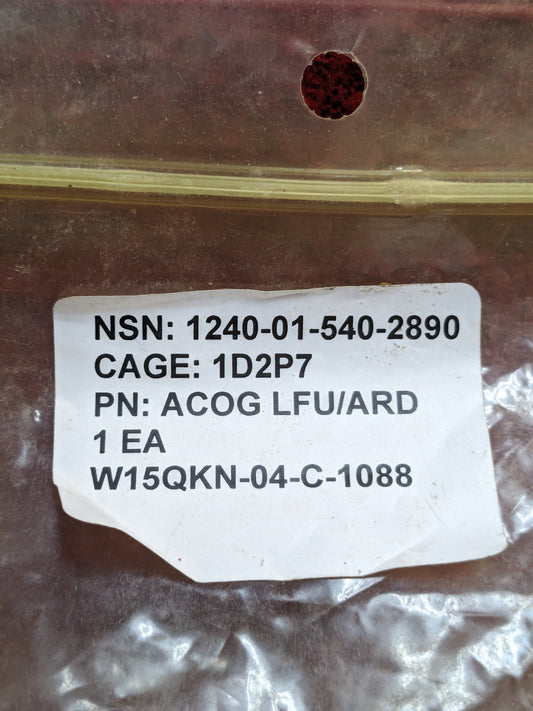 NSN: 1240-01-540-2890
CAGE: 1D2P7
PN: ACOG LFU/ARD
1 EA
W15QKN-04-C-1088